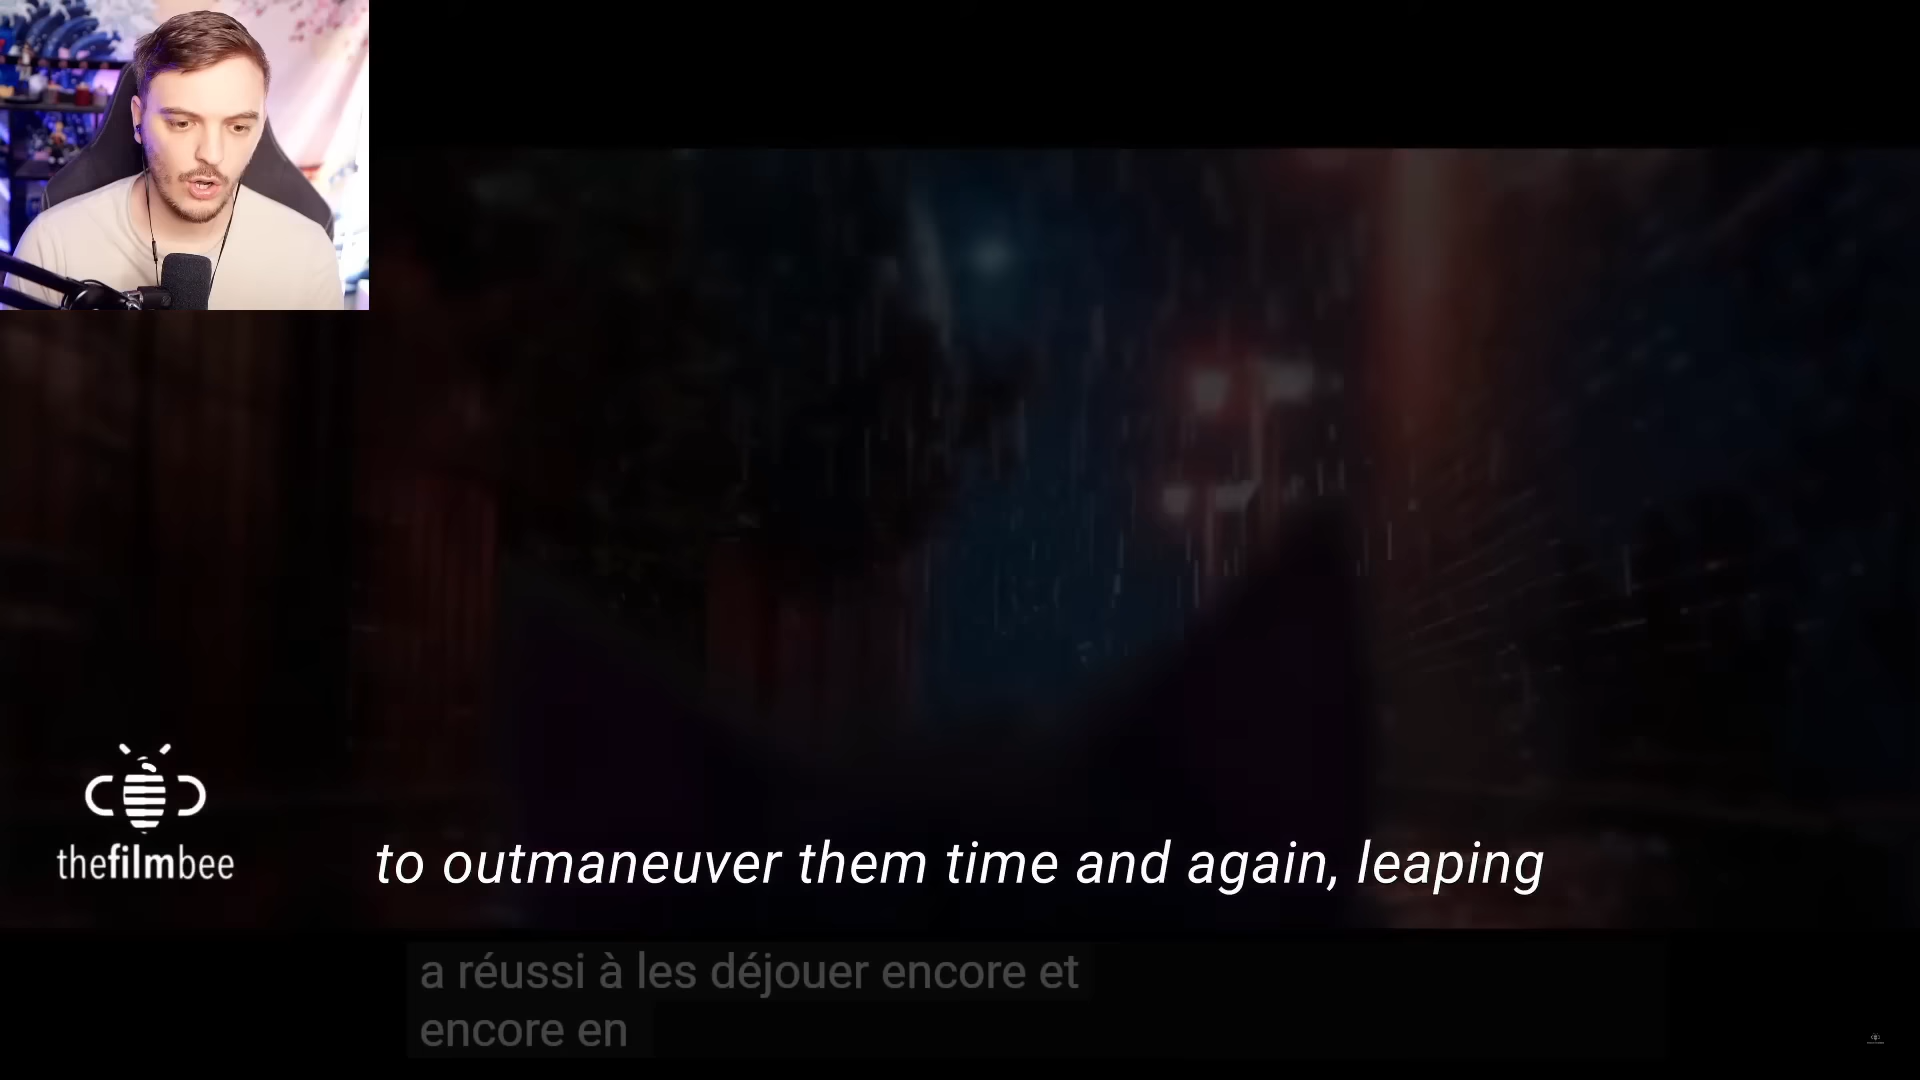 thefilmbee
to outmaneuver them time and again, leaping
a réussi à les déjouer encore et
encore en